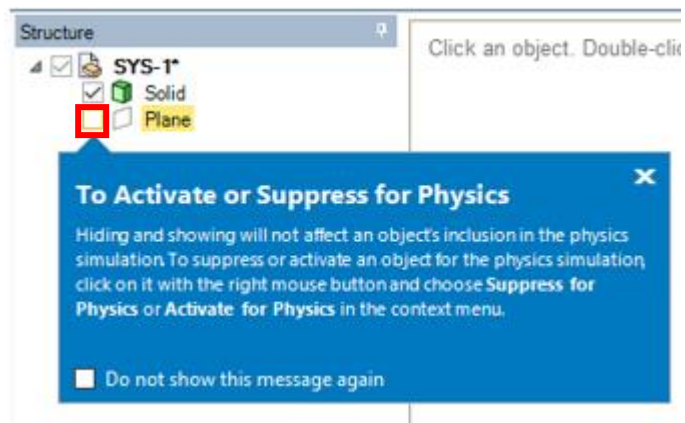 Structure
Click an object. Double-clic
SYS-1*
Solid
Plane
To Activate or Suppress for Physics
Hiding and showing will not affect an object's inclusion in the physics
simulation. To suppress or activate an object for the physics simulation,
click on it with the right mouse button and choose Suppress for
Physics or Activate for Physics in the context menu.
Do not show this message again